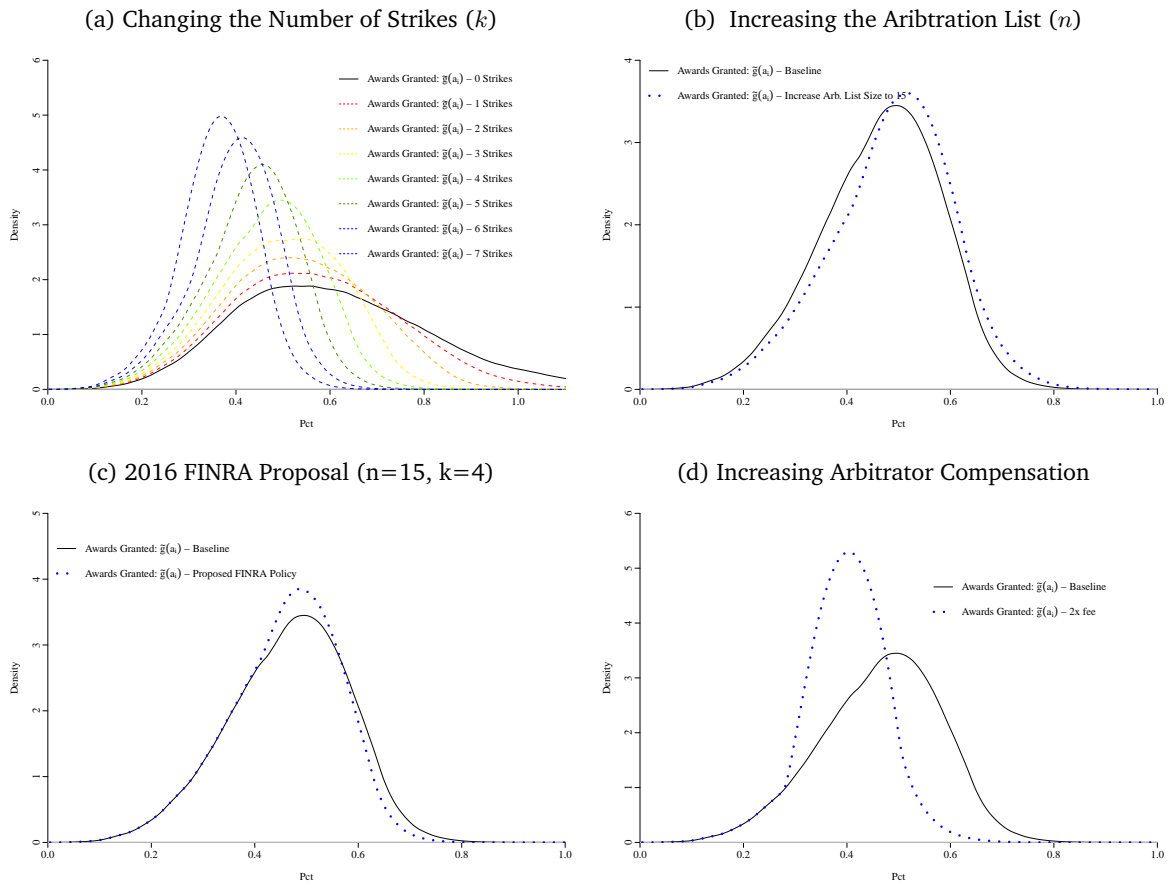 (a) Changing the Number of Strikes (k)
6
5
4
3
2
1
0
Density
0.0 0.2 0.4 0.6 0.8 1.0
Pct
Awards Granted: g̃(aᵢ) – 0 Strikes
Awards Granted: g̃(aᵢ) – 1 Strikes
Awards Granted: g̃(aᵢ) – 2 Strikes
Awards Granted: g̃(aᵢ) – 3 Strikes
Awards Granted: g̃(aᵢ) – 4 Strikes
Awards Granted: g̃(aᵢ) – 5 Strikes
Awards Granted: g̃(aᵢ) – 6 Strikes
Awards Granted: g̃(aᵢ) – 7 Strikes
(b) Increasing the Aribtration List (n)
4
3
2
1
0
Density
0.0 0.2 0.4 0.6 0.8 1.0
Pct
Awards Granted: g̃(aᵢ) – Baseline
Awards Granted: g̃(aᵢ) – Increase Arb. List Size to 15
(c) 2016 FINRA Proposal (n=15, k=4)
5
4
3
2
1
0
Density
0.0 0.2 0.4 0.6 0.8 1.0
Pct
Awards Granted: g̃(aᵢ) – Baseline
Awards Granted: g̃(aᵢ) – Proposed FINRA Policy
(d) Increasing Arbitrator Compensation
6
5
4
3
2
1
0
Density
0.0 0.2 0.4 0.6 0.8 1.0
Pct
Awards Granted: g̃(aᵢ) – Baseline
Awards Granted: g̃(aᵢ) – 2x fee